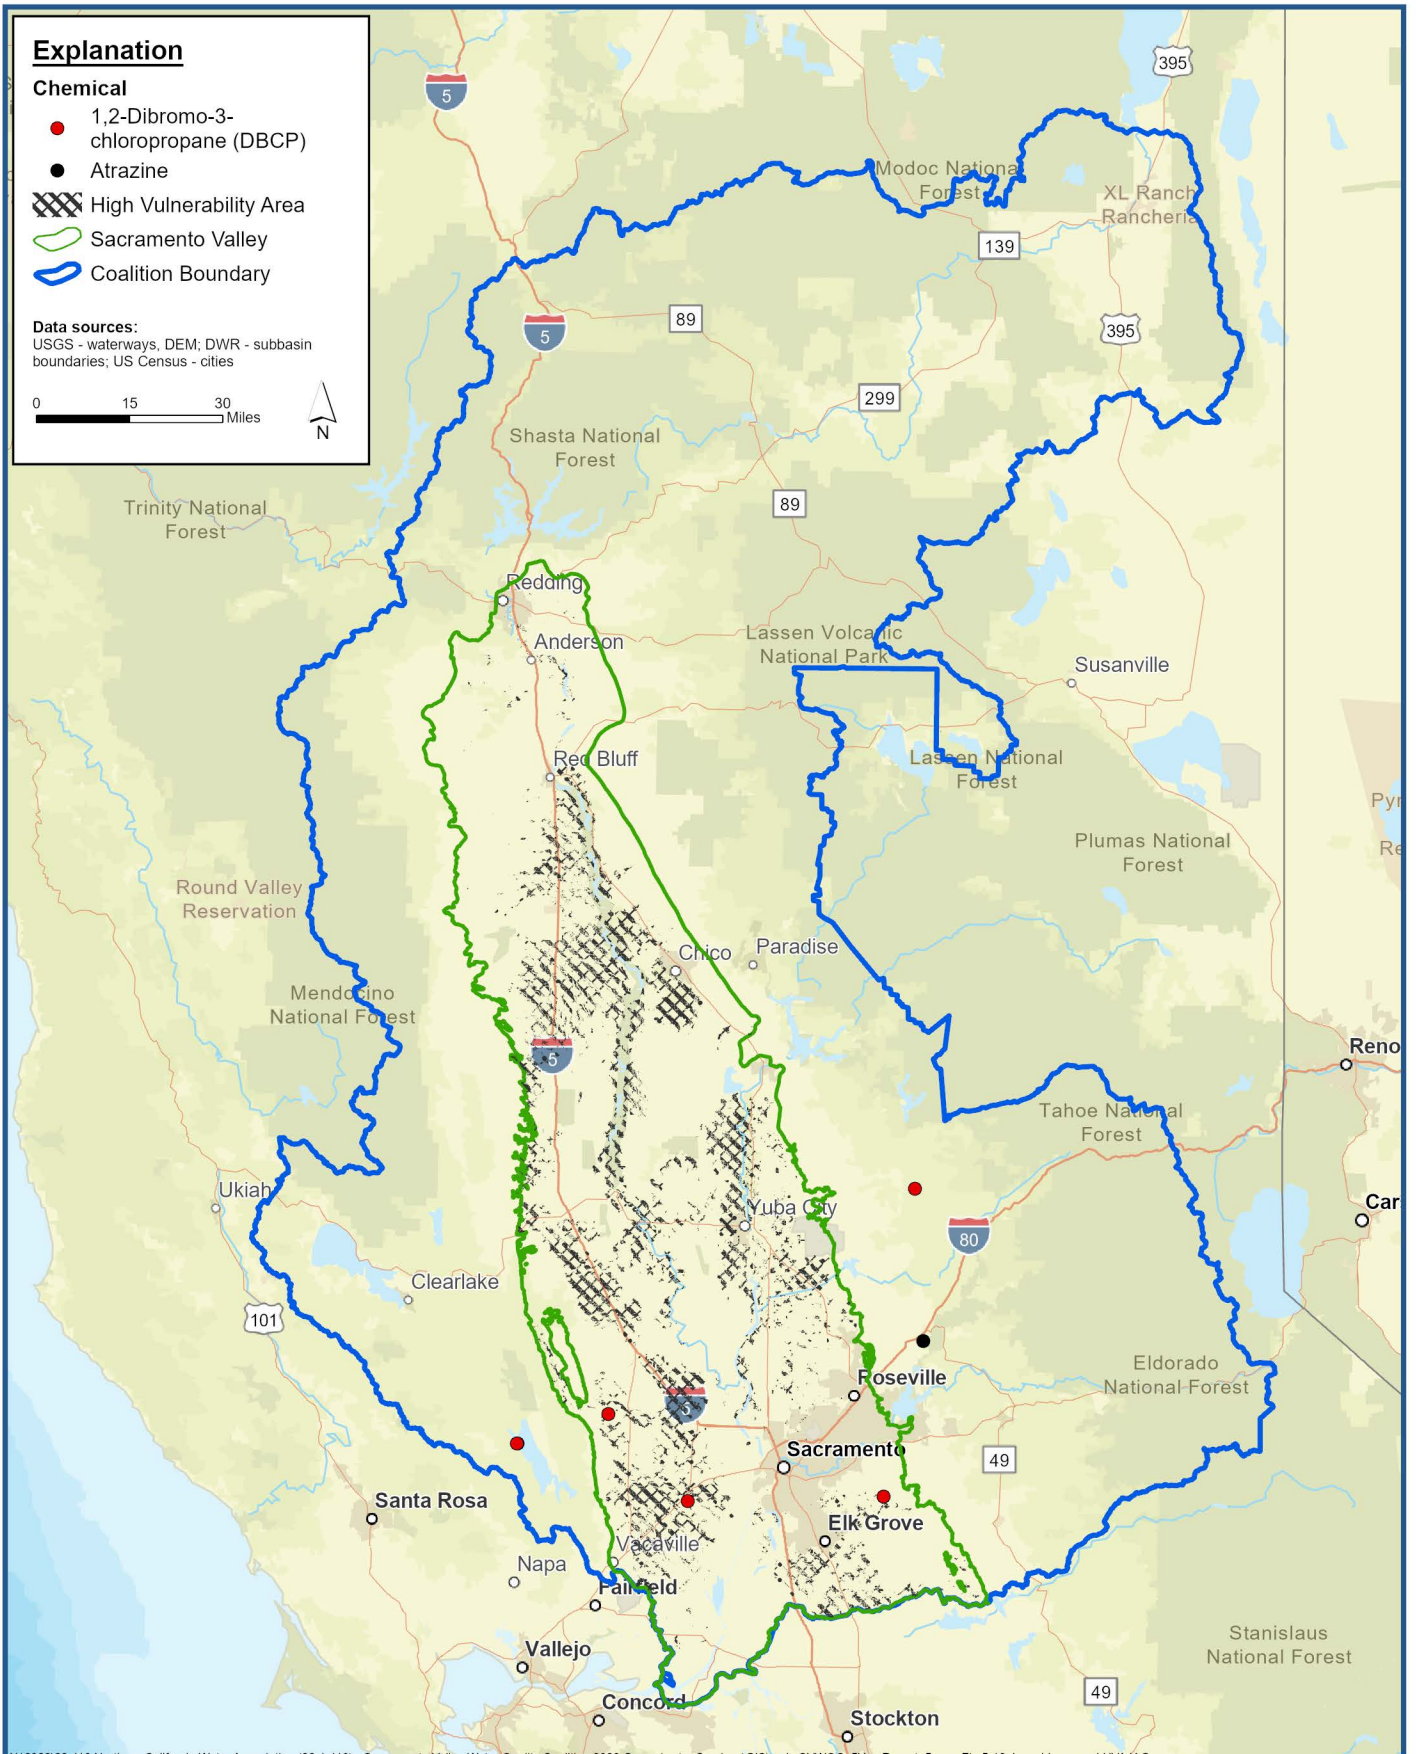 Explanation
Chemical
1,2-Dibromo-3-
chloropropane (DBCP)
Atrazine
High Vulnerability Area
Sacramento Valley
Coalition Boundary
Data sources:
USGS - waterways, DEM; DWR - subbasin
boundaries; US Census - cities
0 15 30
Miles
N
5
395
Modoc National
Forest
XL Ranch
Rancheria
139
89
5
395
299
Shasta National
Forest
89
Trinity National
Forest
Redding
Anderson
Lassen Volcanic
National Park
Susanville
Red Bluff
Lassen National
Forest
Plumas National
Forest
Round Valley
Reservation
Chico
Paradise
Mendocino
National Forest
5
Reno
Tahoe National
Forest
Ukiah
Yuba City
80
Clearlake
101
Eldorado
National Forest
Roseville
5
Sacramento
49
Santa Rosa
Elk Grove
Vacaville
Napa
Fairfield
Vallejo
Stanislaus
National Forest
49
Concord
Stockton